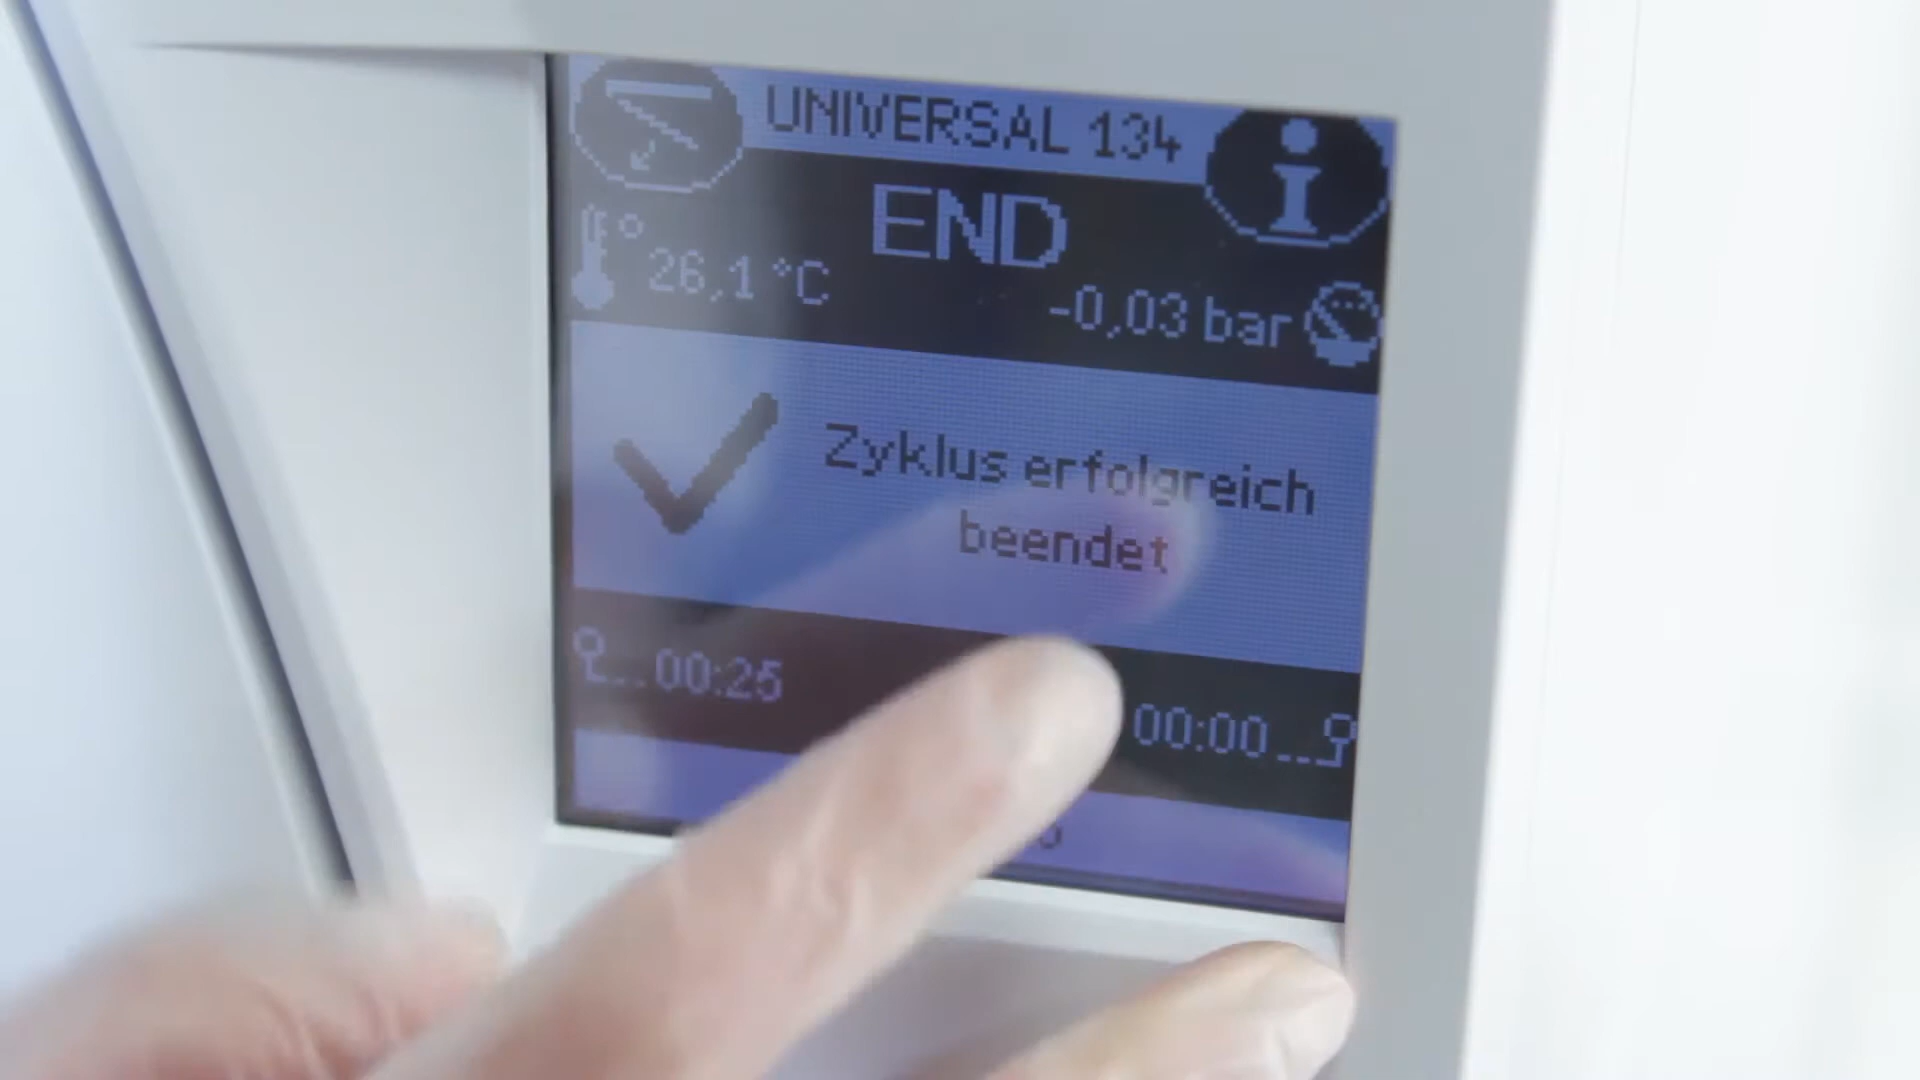 UNIVERSAL 134
END
26,1 °C
-0,03 bar
Zyklus erfolgreich
beendet
00:25
00:00